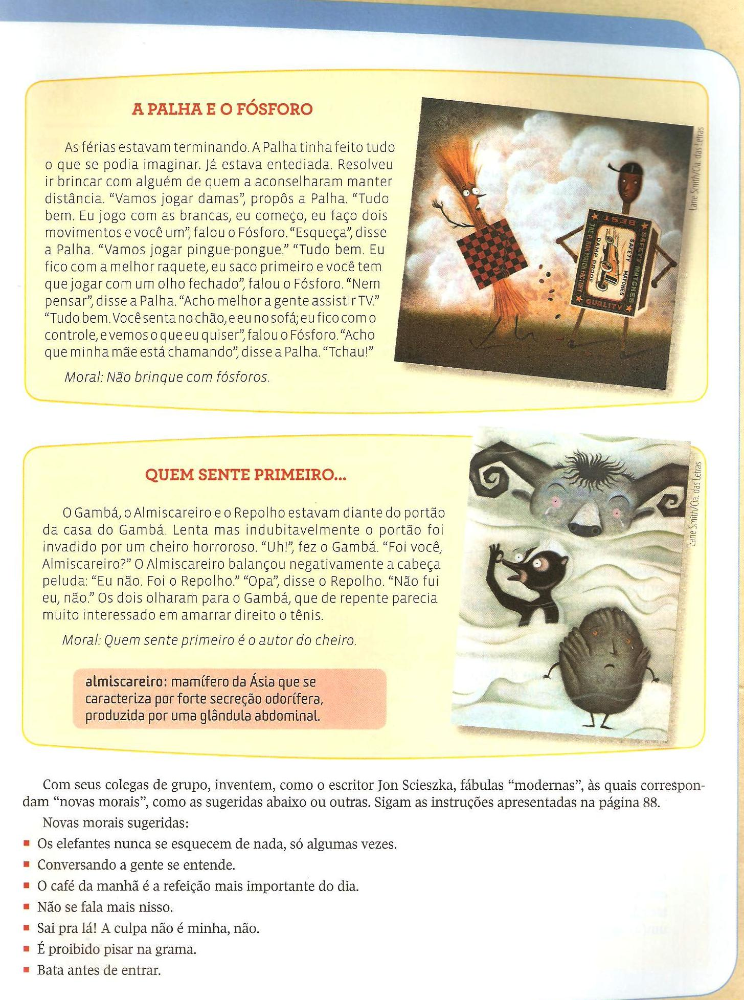 A PALHA E O FÓSFORO
As férias estavam terminando. A Palha tinha feito tudo
o que se podia imaginar. Já estava entediada. Resolveu
ir brincar com alguém de quem a aconselharam manter
distância. “Vamos jogar damas”, propôs a Palha. “Tudo
bem. Eu jogo com as brancas, eu começo, eu faço dois
movimentos e você um”, falou o Fósforo. “Esqueça”, disse
a Palha. “Vamos jogar pingue-pongue.” “Tudo bem. Eu
fico com a melhor raquete, eu saco primeiro e você tem
que jogar com um olho fechado”, falou o Fósforo. “Nem
pensar”, disse a Palha. “Acho melhor a gente assistir TV.”
“Tudo bem. Você senta no chão, e eu no sofá; eu fico com o
controle, e vemos o que eu quiser”, falou o Fósforo. “Acho
que minha mãe está chamando”, disse a Palha. “Tchau!”
Moral: Não brinque com fósforos.
Lane Smith/Cia. das Letras
BEST
SAFETY MATCHES
SAFETY MATCHES
DAMP PROOF
MATCH FACTORY
QUALITY
QUEM SENTE PRIMEIRO...
O Gambá, o Almiscareiro e o Repolho estavam diante do portão
da casa do Gambá. Lenta mas indubitavelmente o portão foi
invadido por um cheiro horroroso. “Uh!”, fez o Gambá. “Foi você,
Almiscareiro?” O Almiscareiro balançou negativamente a cabeça
peluda: “Eu não. Foi o Repolho.” “Opa”, disse o Repolho. “Não fui
eu, não.” Os dois olharam para o Gambá, que de repente parecia
muito interessado em amarrar direito o tênis.
Moral: Quem sente primeiro é o autor do cheiro.
almiscareiro: mamífero da Ásia que se
caracteriza por forte secreção odorífera,
produzida por uma glândula abdominal.
Lane Smith/Cia. das Letras
Com seus colegas de grupo, inventem, como o escritor Jon Scieszka, fábulas “modernas”, às quais correspon-
dam “novas morais”, como as sugeridas abaixo ou outras. Sigam as instruções apresentadas na página 88.
Novas morais sugeridas:
Os elefantes nunca se esquecem de nada, só algumas vezes.
Conversando a gente se entende.
O café da manhã é a refeição mais importante do dia.
Não se fala mais nisso.
Sai pra lá! A culpa não é minha, não.
É proibido pisar na grama.
Bata antes de entrar.